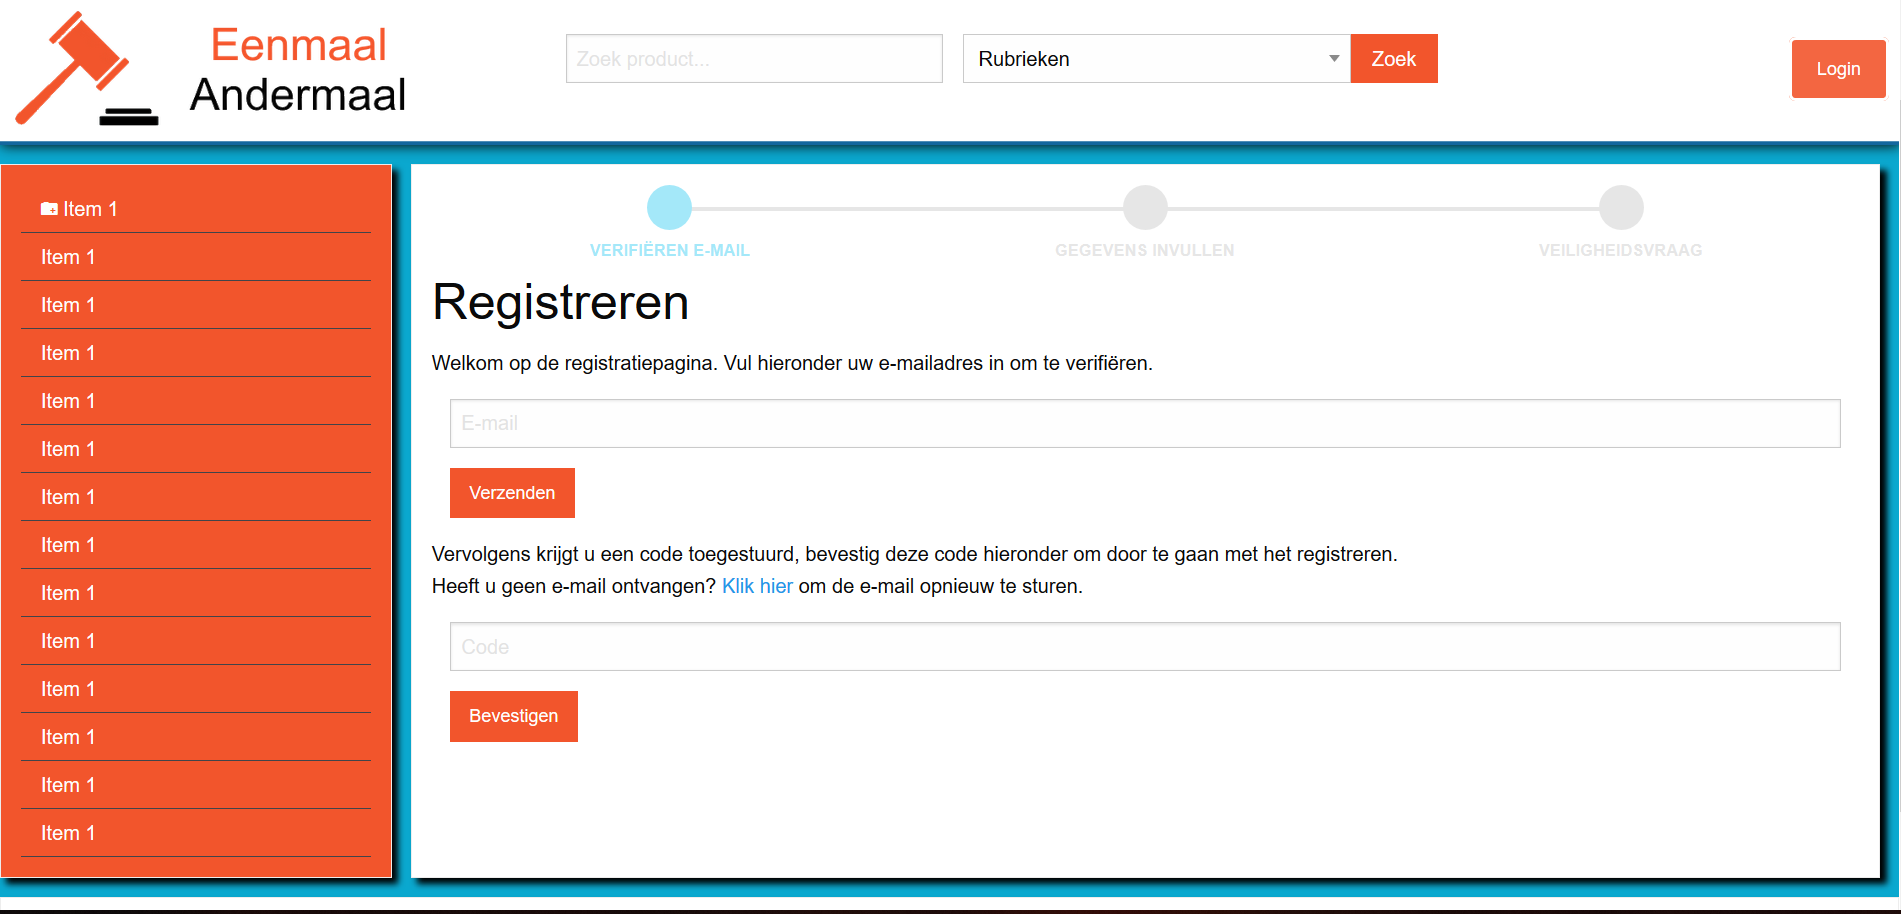 Eenmaal
Andermaal
Zoek product...
Rubrieken
Zoek
Login
Item 1
Item 1
Item 1
Item 1
Item 1
Item 1
Item 1
Item 1
Item 1
Item 1
Item 1
Item 1
Item 1
Item 1
VERIFIËREN E-MAIL
GEGEVENS INVULLEN
VEILIGHEIDSVRAAG
Registreren
Welkom op de registratiepagina. Vul hieronder uw e-mailadres in om te verifiëren.
E-mail
Verzenden
Vervolgens krijgt u een code toegestuurd, bevestig deze code hieronder om door te gaan met het registreren.
Heeft u geen e-mail ontvangen? Klik hier om de e-mail opnieuw te sturen.
Code
Bevestigen